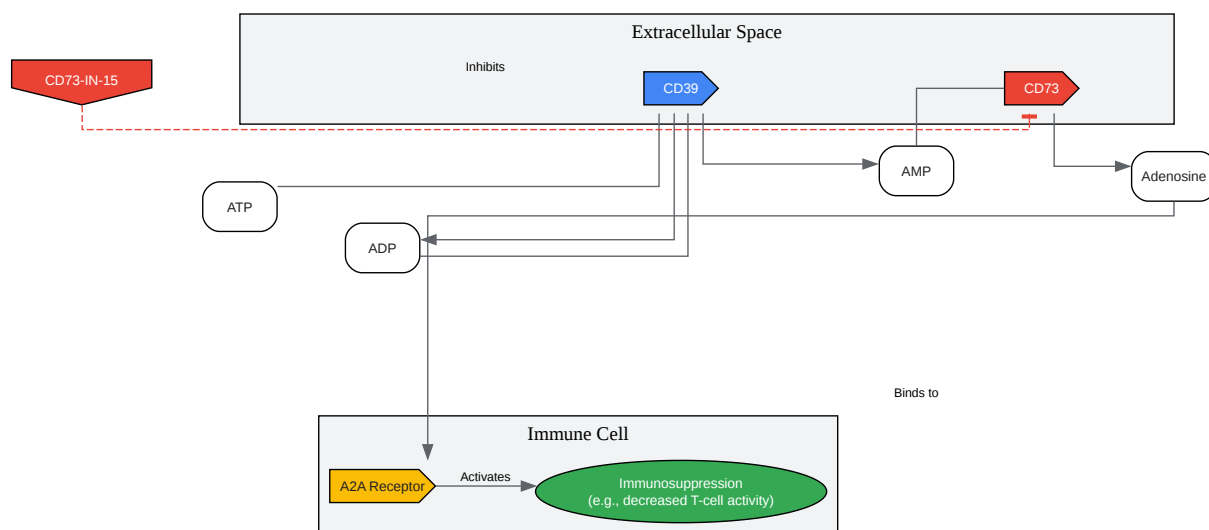 Extracellular Space
Inhibits
CD73-IN-15
CD39
CD73
AMP
Adenosine
ATP
ADP
Binds to
Immune Cell
A2A Receptor
Activates
Immunosuppression
(e.g., decreased T-cell activity)